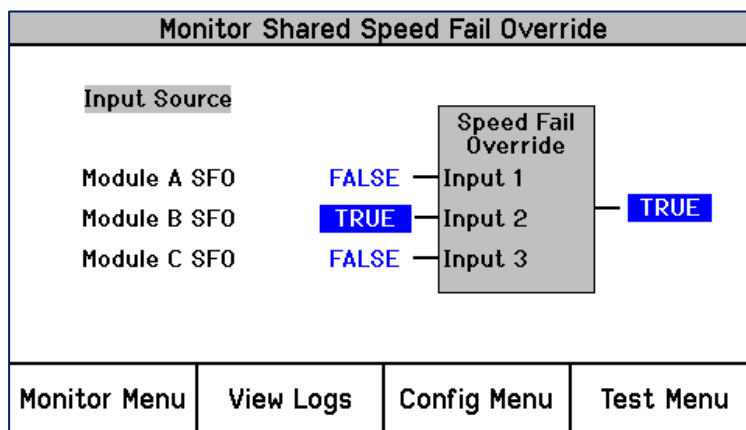 Monitor Shared Speed Fail Override
Input Source
Speed Fail
Override
Module A SFO FALSE Input 1
Module B SFO TRUE Input 2 TRUE
Module C SFO FALSE Input 3
Monitor Menu View Logs Config Menu Test Menu